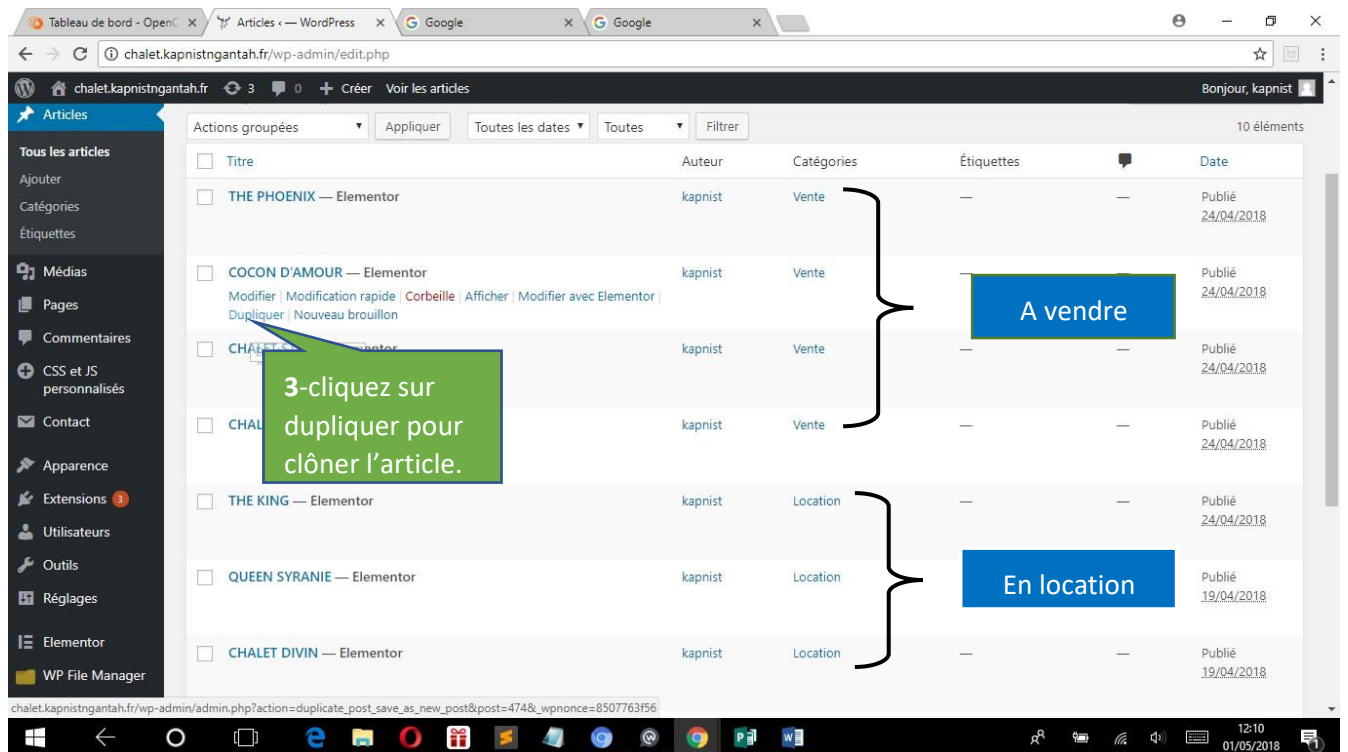 Tableau de bord - OpenC
Articles ‹ — WordPress
Google
Google
chalet.kapnistngantah.fr/wp-admin/edit.php
chalet.kapnistngantah.fr 3 0 + Créer Voir les articles
Bonjour, kapnist
Articles
Tous les articles
Ajouter
Catégories
Étiquettes
Médias
Pages
Commentaires
CSS et JS
personnalisés
Contact
Apparence
Extensions 3
Utilisateurs
Outils
Réglages
Elementor
WP File Manager
Actions groupées Appliquer Toutes les dates Toutes Filtrer
10 éléments
Titre Auteur Catégories Étiquettes Date
THE PHOENIX — Elementor kapnist Vente — — Publié
24/04/2018
COCON D'AMOUR — Elementor kapnist Vente — — Publié
Modifier | Modification rapide | Corbeille | Afficher | Modifier avec Elementor | 24/04/2018
Dupliquer | Nouveau brouillon
kapnist Vente — — Publié
24/04/2018
CHAL kapnist Vente — — Publié
24/04/2018
THE KING — Elementor kapnist Location — — Publié
24/04/2018
QUEEN SYRANIE — Elementor kapnist Location Publié
19/04/2018
CHALET DIVIN — Elementor kapnist Location — — Publié
19/04/2018
A vendre
3-cliquez sur
dupliquer pour
clôner l'article.
En location
chalet.kapnistngantah.fr/wp-admin/admin.php?action=duplicate_post_save_as_new_post&post=474&_wpnonce=8507763f56
12:10
01/05/2018